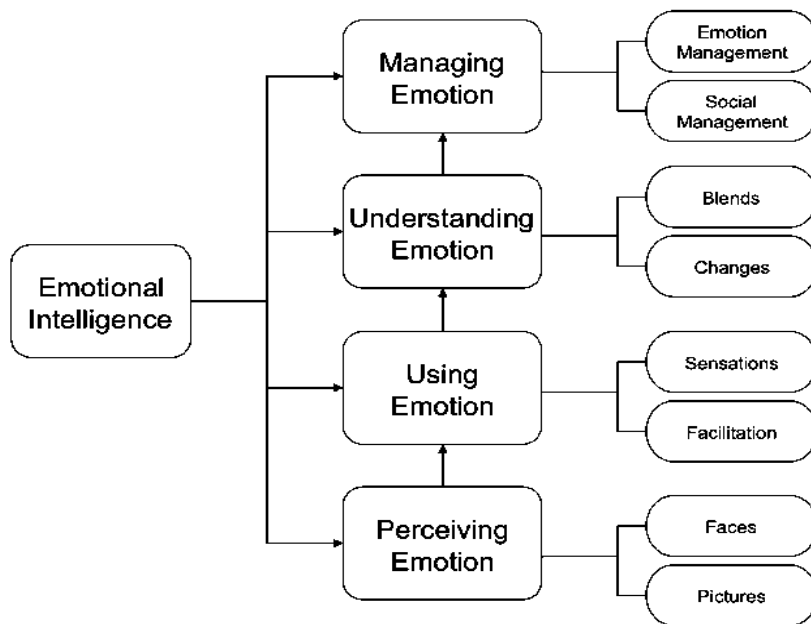 Emotional
Intelligence
Managing
Emotion
Emotion
Management
Social
Management
Understanding
Emotion
Blends
Changes
Using
Emotion
Sensations
Facilitation
Perceiving
Emotion
Faces
Pictures